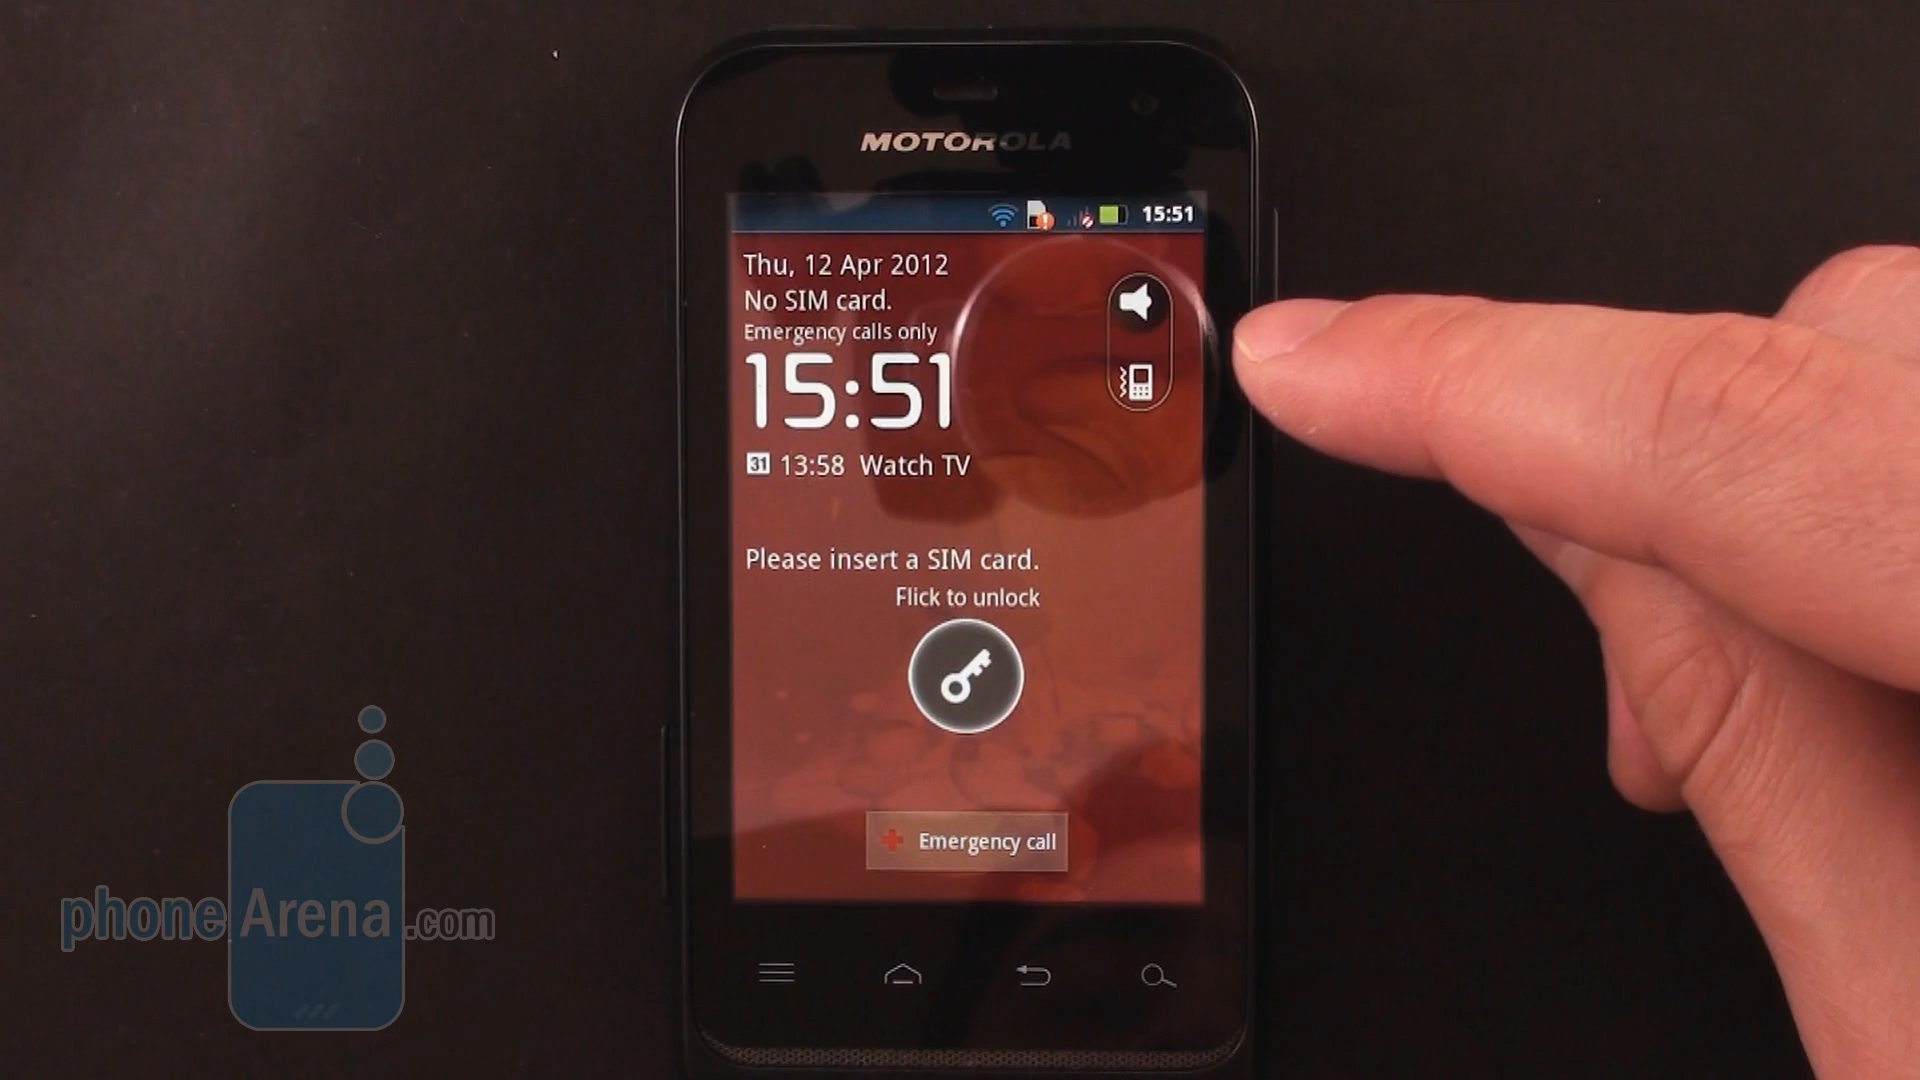 MOTOROLA
15:51
Thu, 12 Apr 2012
No SIM card.
Emergency calls only
15:51
31 13:58 Watch TV
Please insert a SIM card.
Flick to unlock
Emergency call
phoneArena.com